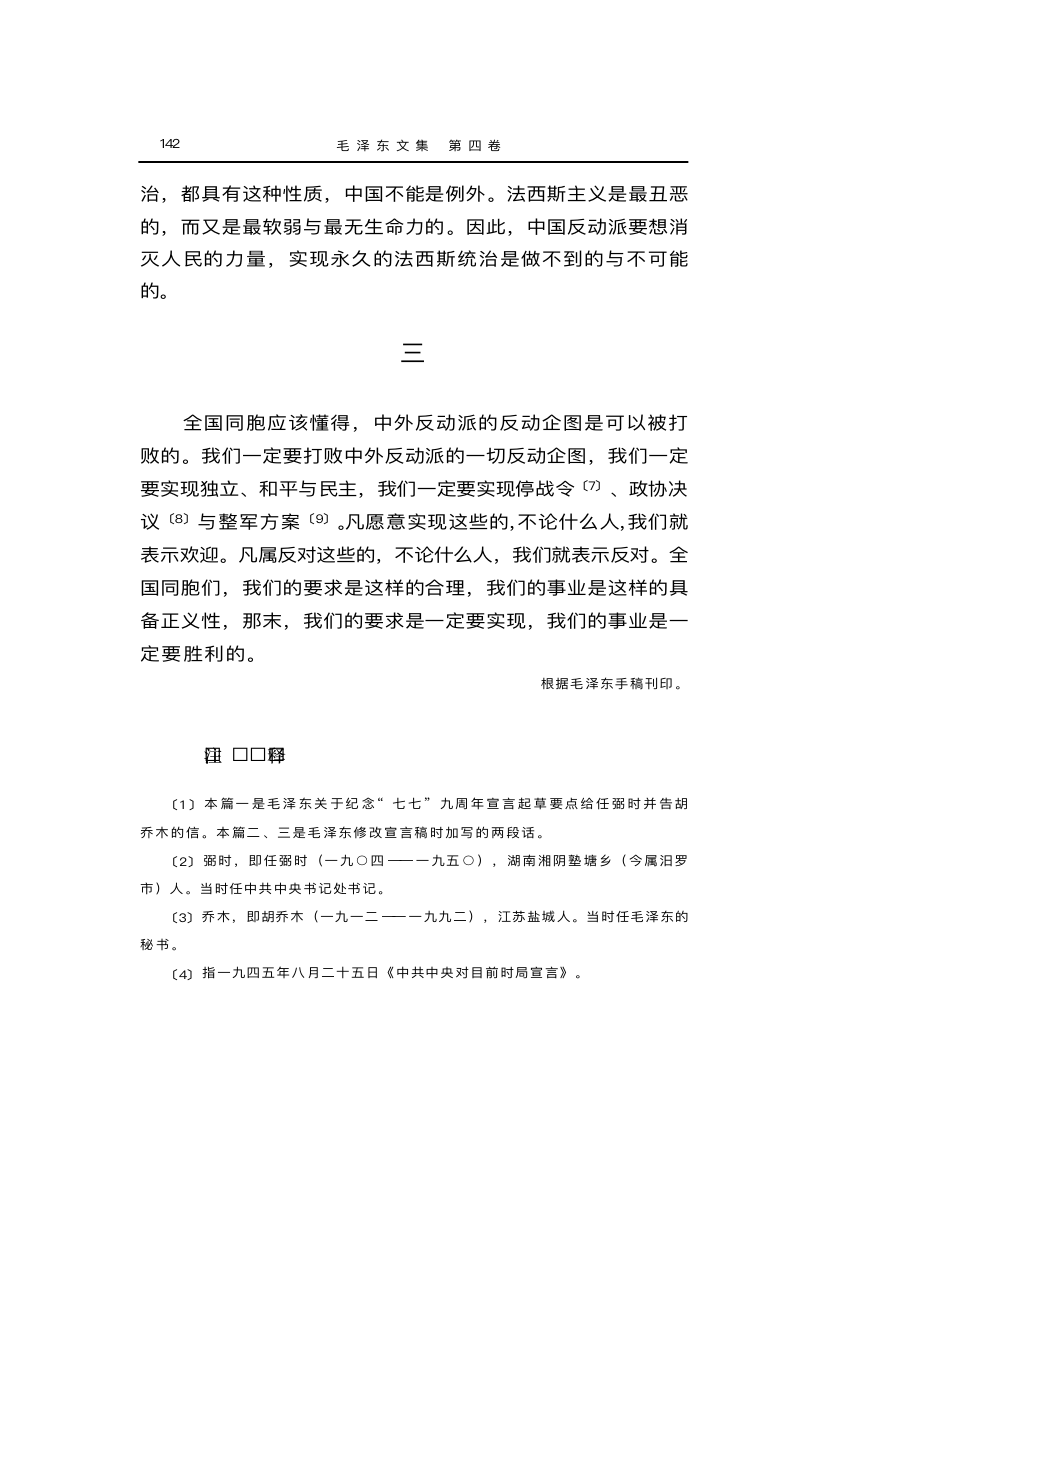 142
毛泽东文集 第四卷
治，都具有这种性质，中国不能是例外。法西斯主义是最丑恶
的，而又是最软弱与最无生命力的。因此，中国反动派要想消
灭人民的力量，实现永久的法西斯统治是做不到的与不可能
的。
三
全国同胞应该懂得，中外反动派的反动企图是可以被打
败的。我们一定要打败中外反动派的一切反动企图，我们一定
要实现独立、和平与民主，我们一定要实现停战令〔7〕、政协决
议〔8〕与整军方案〔9〕。凡愿意实现这些的,不论什么人,我们就
表示欢迎。凡属反对这些的，不论什么人，我们就表示反对。全
国同胞们，我们的要求是这样的合理，我们的事业是这样的具
备正义性，那末，我们的要求是一定要实现，我们的事业是一
定要胜利的。
根据毛泽东手稿刊印。
注 □□释
〔1〕本篇一是毛泽东关于纪念“七七”九周年宣言起草要点给任弼时并告胡
乔木的信。本篇二、三是毛泽东修改宣言稿时加写的两段话。
〔2〕弼时，即任弼时（一九○四——一九五○），湖南湘阴塾塘乡（今属汨罗
市）人。当时任中共中央书记处书记。
〔3〕乔木，即胡乔木（一九一二——一九九二），江苏盐城人。当时任毛泽东的
秘书。
〔4〕指一九四五年八月二十五日《中共中央对目前时局宣言》。